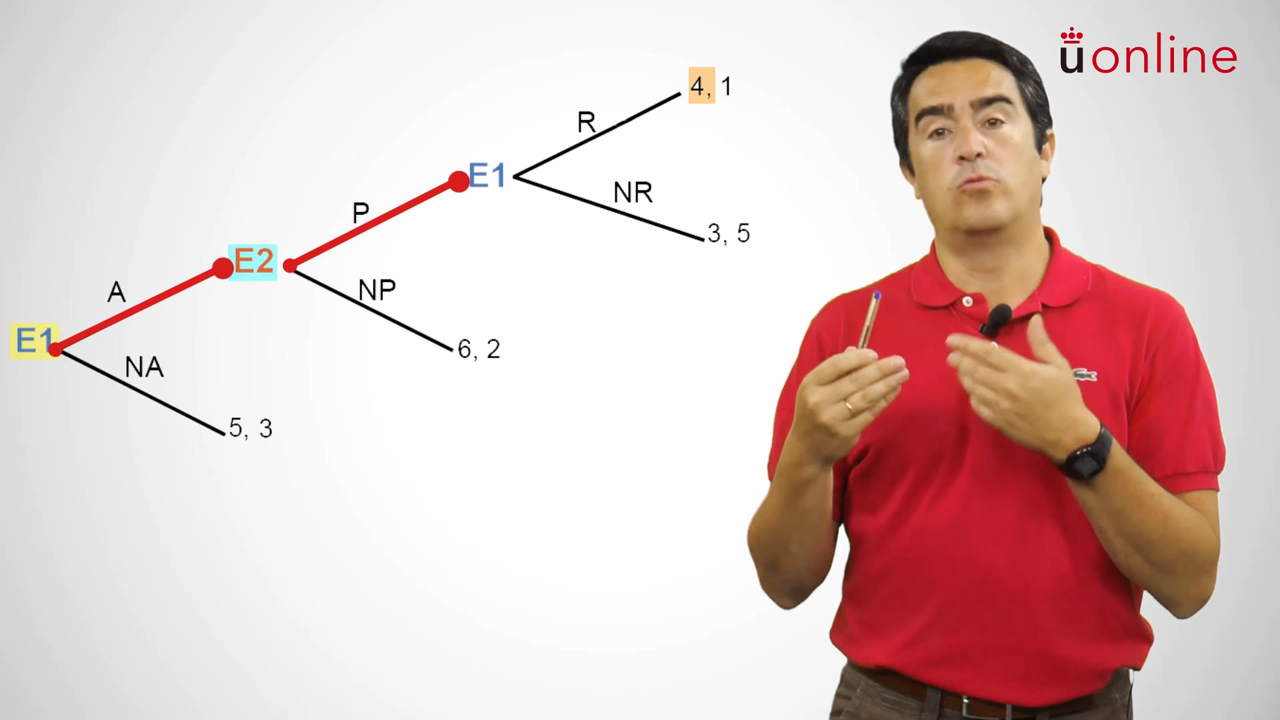 üonline
4, 1
R
E1
NR
P
3, 5
E2
A
NP
E1
6, 2
NA
5, 3